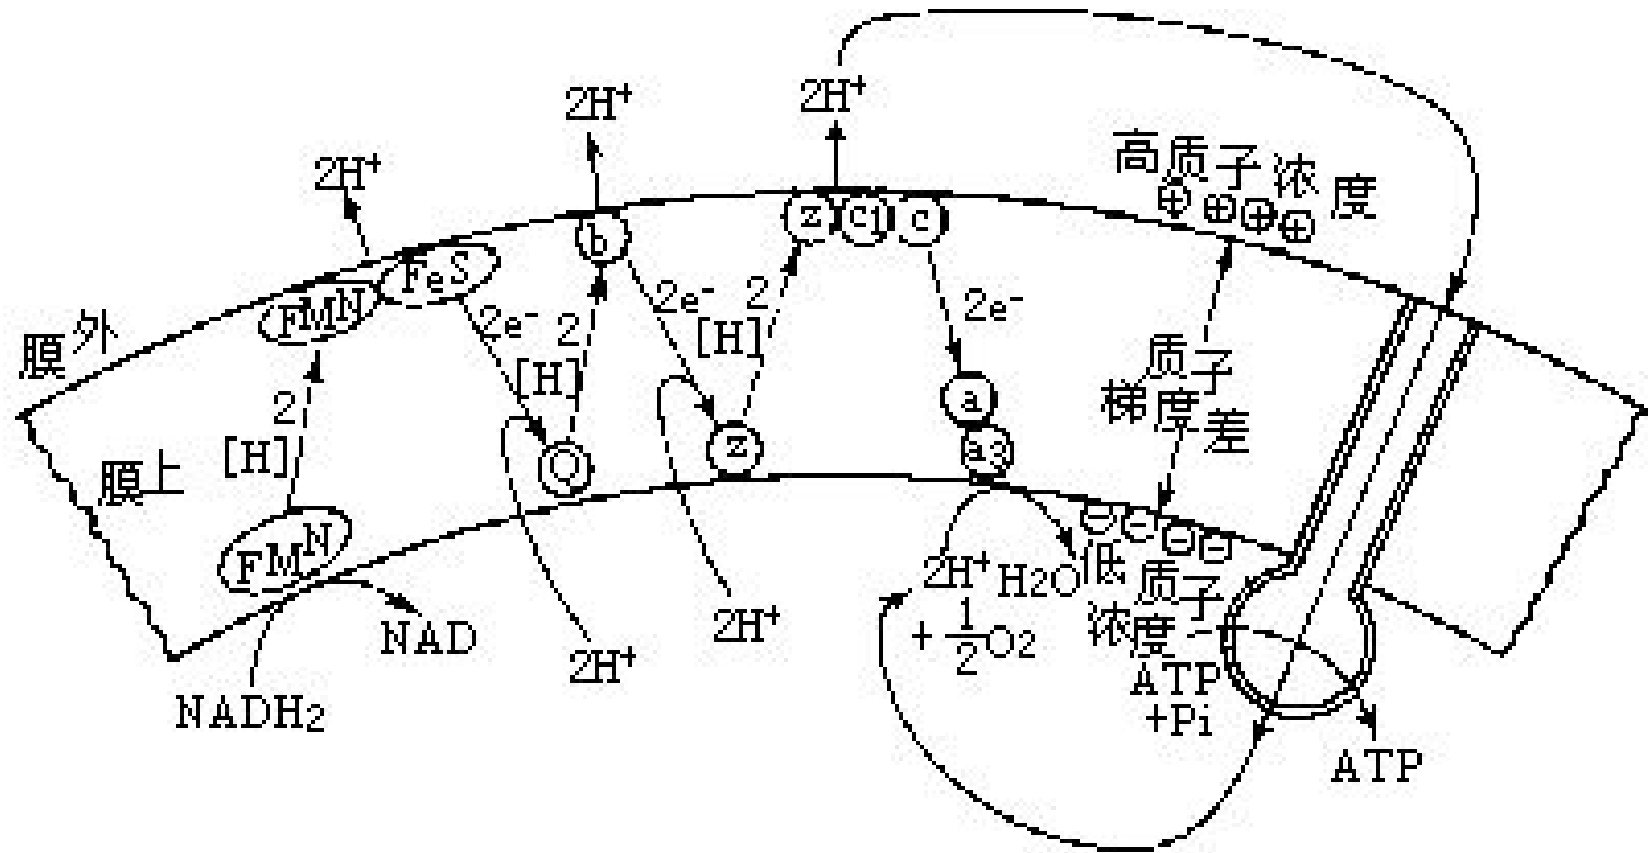 2H⁺
2H⁺
2H⁺
高质子浓度
⊕ ⊕ ⊕ ⊕
z c1 c
b
FeS
FMN
膜外
2e⁻
2
[H]
2e⁻
2
[H]
2e⁻
质子
梯度差
2
[H]
膜上
a
a3
Q
z
FMN
⊖ ⊖ ⊖ ⊖
低质子
浓度
2H⁺
H2O
+½O2
NAD
2H⁺
2H⁺
NADH2
ATP
+Pi
ATP